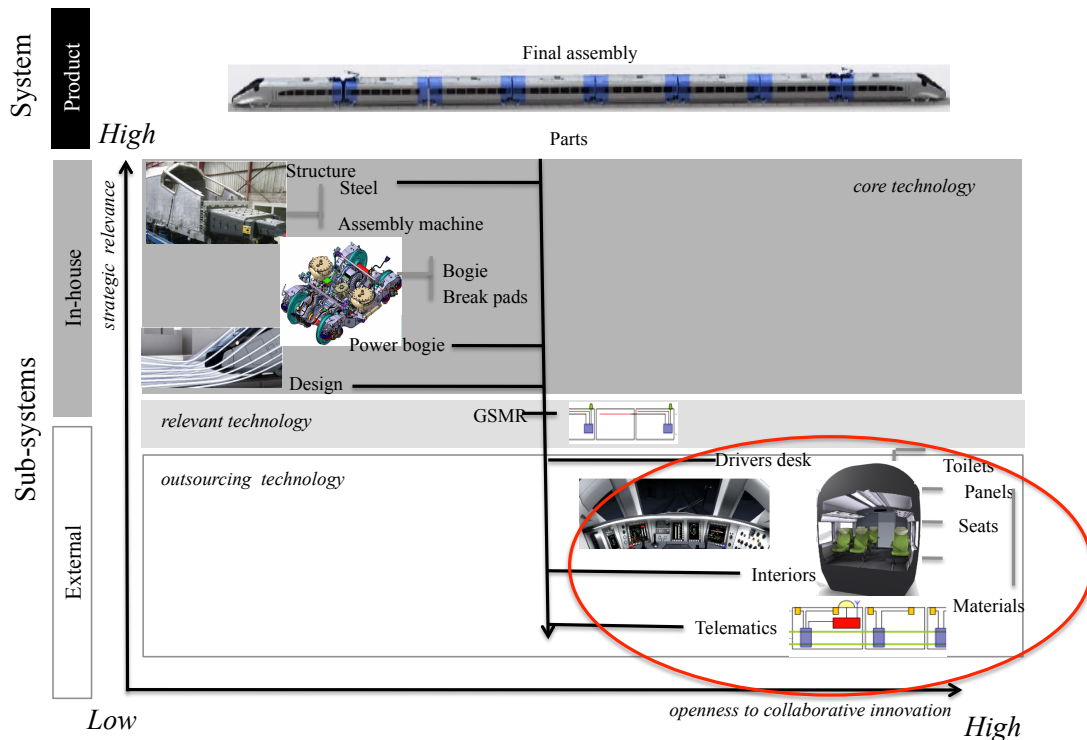 System
Product
Final assembly
High
Parts
Sub-systems
In-house
strategic relevance
Structure
Steel
core technology
Assembly machine
Bogie
Break pads
Power bogie
Design
relevant technology
GSMR
External
outsourcing technology
Drivers desk
Toilets
Panels
Seats
Interiors
Materials
Telematics
Low
openness to collaborative innovation
High